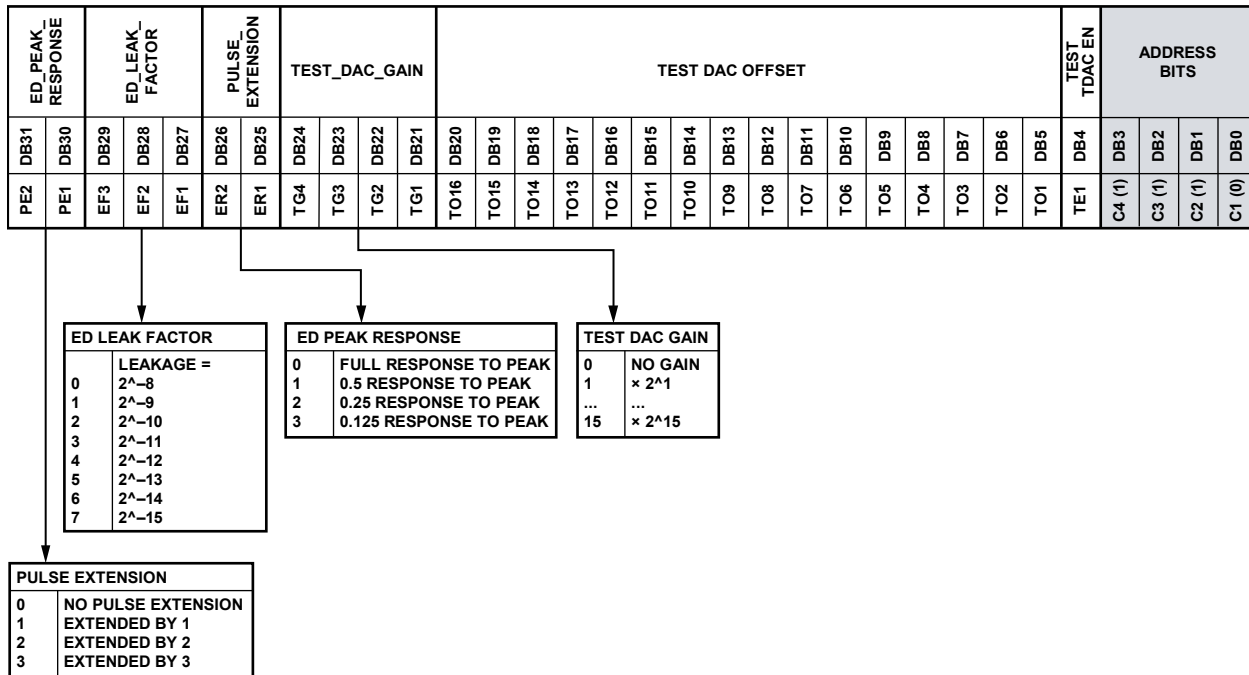 ED_PEAK_
RESPONSE
ED_LEAK_
FACTOR
PULSE_
EXTENSION
TEST_DAC_GAIN
TEST DAC OFFSET
TEST_
TDAC EN
ADDRESS
BITS
DB31 DB30 DB29 DB28 DB27 DB26 DB25 DB24 DB23 DB22 DB21 DB20 DB19 DB18 DB17 DB16 DB15 DB14 DB13 DB12 DB11 DB10 DB9 DB8 DB7 DB6 DB5 DB4 DB3 DB2 DB1 DB0
PE2 PE1 EF3 EF2 EF1 ER2 ER1 TG4 TG3 TG2 TG1 TO16 TO15 TO14 TO13 TO12 TO11 TO10 TO9 TO8 TO7 TO6 TO5 TO4 TO3 TO2 TO1 TE1 C4 (1) C3 (1) C2 (1) C1 (0)
ED LEAK FACTOR
LEAKAGE =
0 2^–8
1 2^–9
2 2^–10
3 2^–11
4 2^–12
5 2^–13
6 2^–14
7 2^–15
ED PEAK RESPONSE
0 FULL RESPONSE TO PEAK
1 0.5 RESPONSE TO PEAK
2 0.25 RESPONSE TO PEAK
3 0.125 RESPONSE TO PEAK
TEST DAC GAIN
0 NO GAIN
1 × 2^1
... ...
15 × 2^15
PULSE EXTENSION
0 NO PULSE EXTENSION
1 EXTENDED BY 1
2 EXTENDED BY 2
3 EXTENDED BY 3